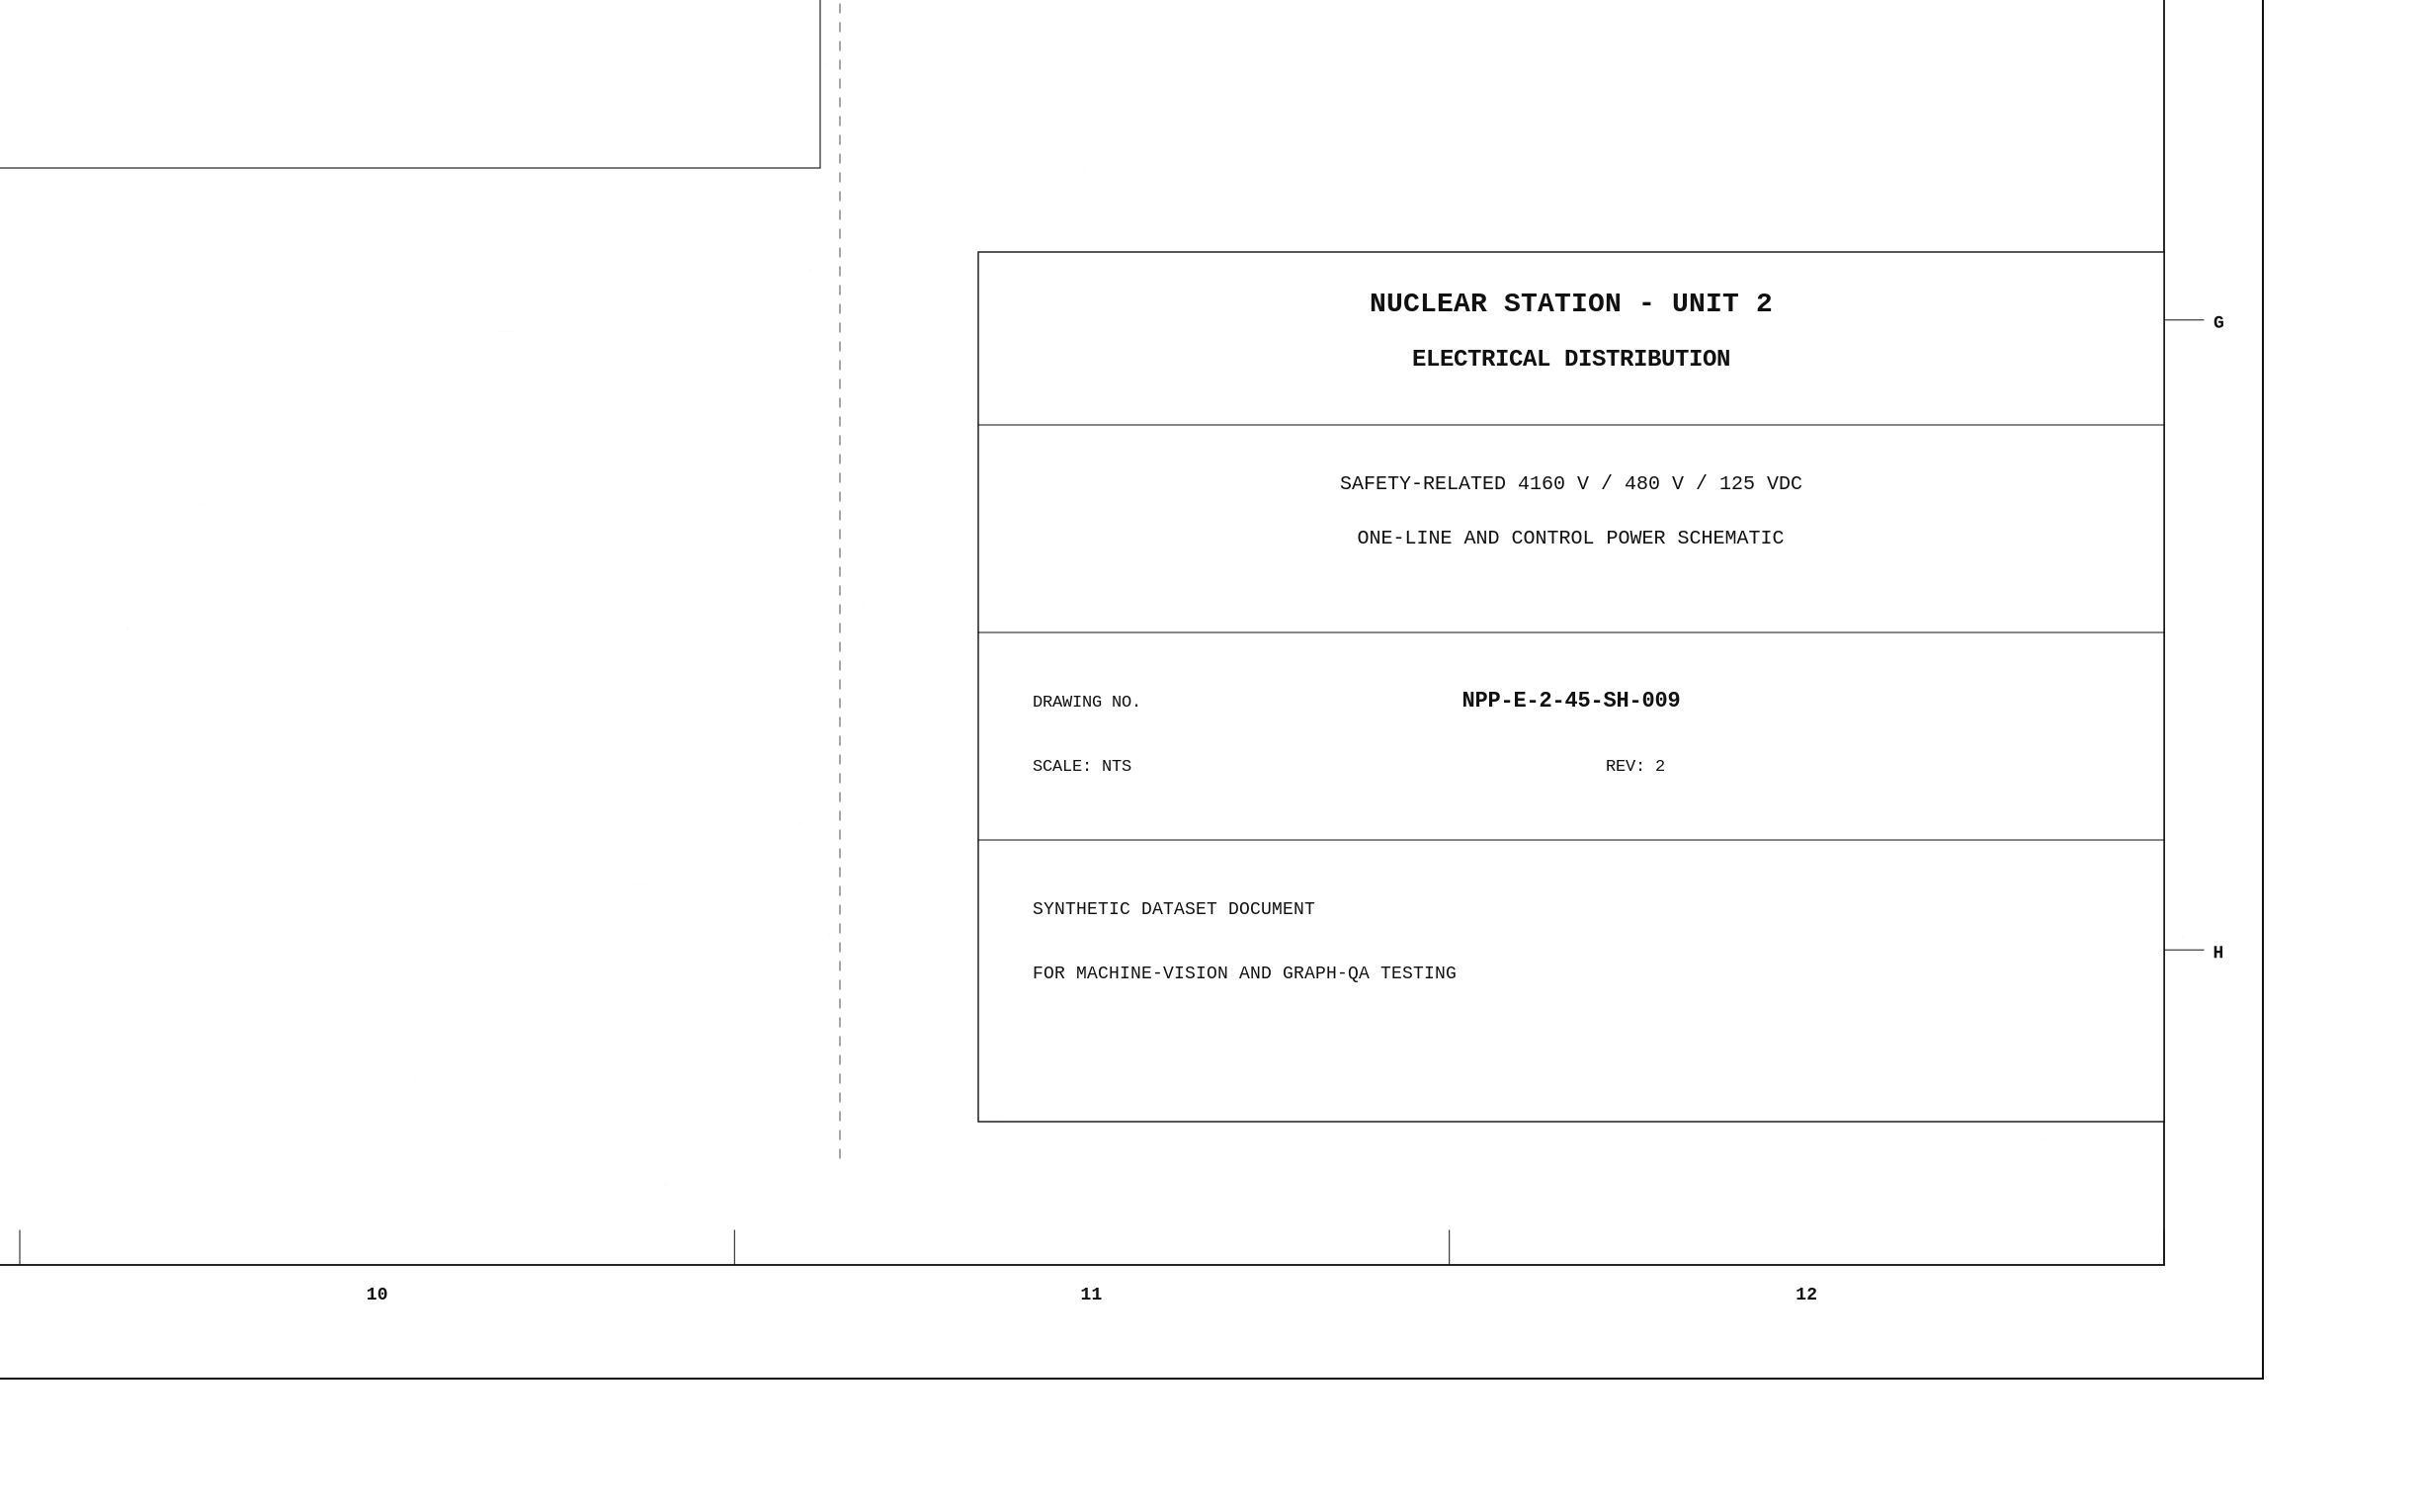 NUCLEAR STATION - UNIT 2
ELECTRICAL DISTRIBUTION
G
SAFETY-RELATED 4160 V / 480 V / 125 VDC
ONE-LINE AND CONTROL POWER SCHEMATIC
DRAWING NO. NPP-E-2-45-SH-009
SCALE: NTS REV: 2
SYNTHETIC DATASET DOCUMENT
H
FOR MACHINE-VISION AND GRAPH-QA TESTING
10 11 12